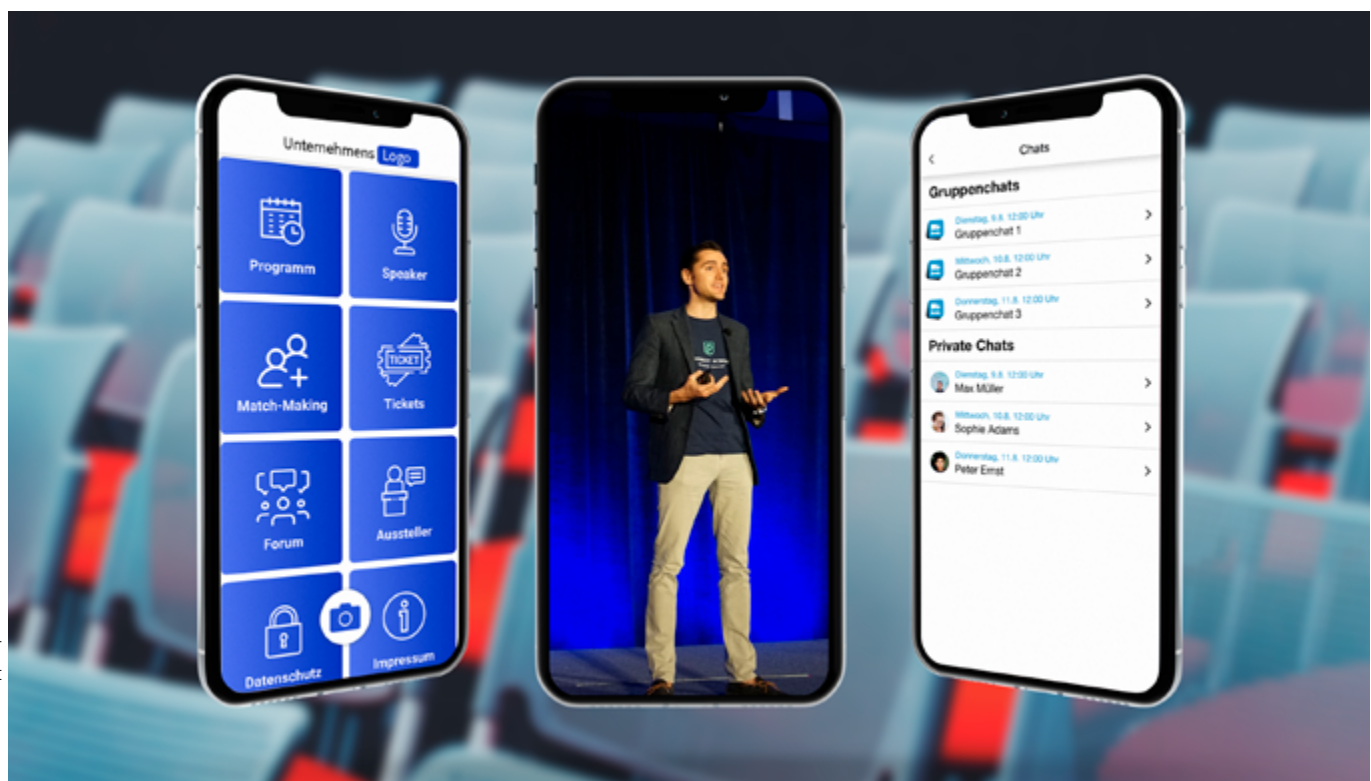 Unternehmens Logo
Programm
Speaker
Match-Making
TICKET
Tickets
Forum
Aussteller
Datenschutz
Impressum
Chats
Gruppenchats
Dienstag, 9.8. 12:00 Uhr
Gruppenchat 1
Mittwoch, 10.8. 12:00 Uhr
Gruppenchat 2
Donnerstag, 11.8. 12:00 Uhr
Gruppenchat 3
Private Chats
Dienstag, 9.8. 12:00 Uhr
Max Müller
Mittwoch, 10.8. 12:00 Uhr
Sophie Adams
Donnerstag, 11.8. 12:00 Uhr
Peter Ernst